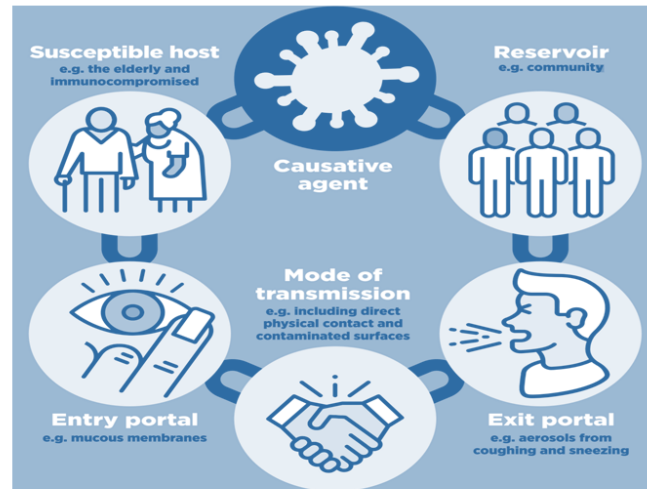 Susceptible host
e.g. the elderly and
immunocompromised
Reservoir
e.g. community
Causative
agent
Mode of
transmission
e.g. including direct
physical contact and
contaminated surfaces
Entry portal
e.g. mucous membranes
Exit portal
e.g. aerosols from
coughing and sneezing